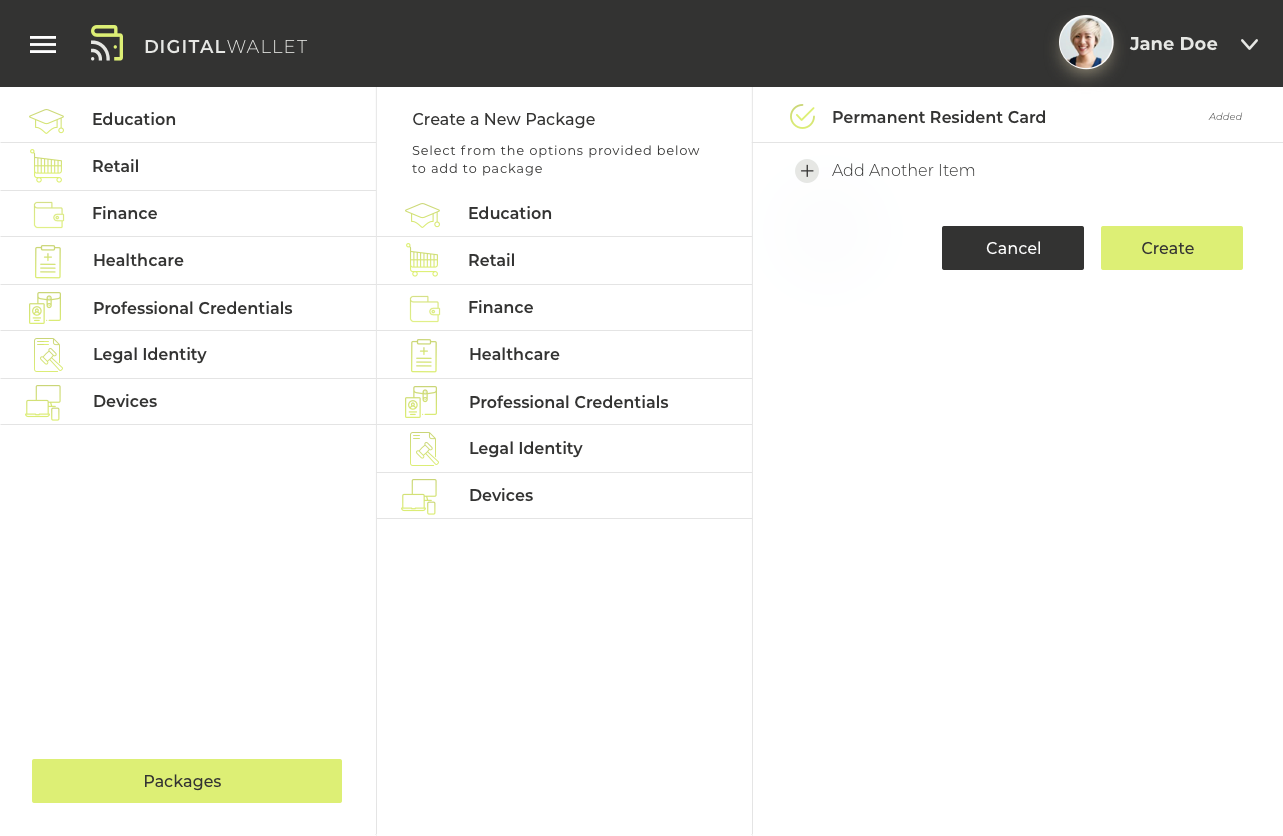 DIGITALWALLET
Jane Doe
Education
Retail
Finance
Healthcare
Professional Credentials
Legal Identity
Devices
Packages
Create a New Package
Select from the options provided below
to add to package
Education
Retail
Finance
Healthcare
Professional Credentials
Legal Identity
Devices
Permanent Resident Card
Added
Add Another Item
Cancel
Create